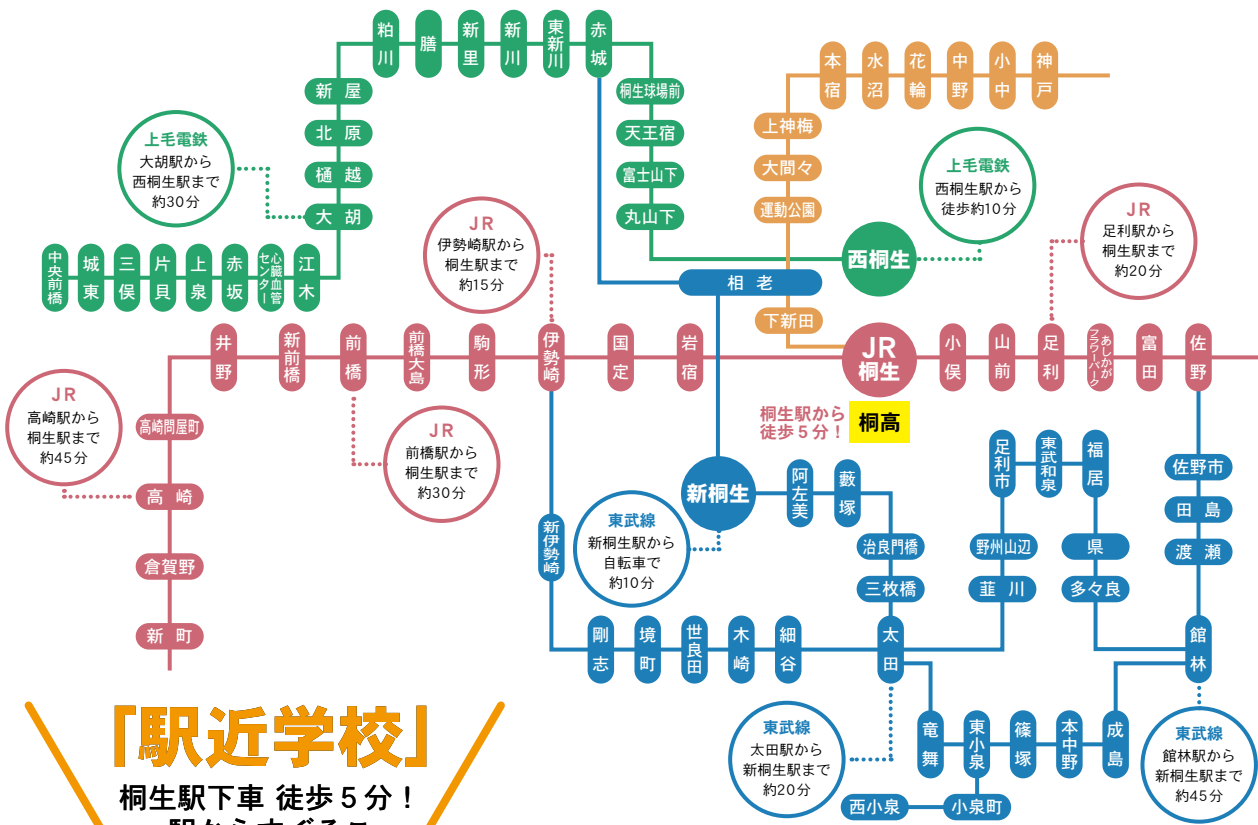 粕川
膳
新里
新川
東新川
赤城
本宿
水沼
花輪
中野
小中
神戸
新屋
北原
樋越
大胡
桐生球場前
天王宿
富士山下
丸山下
上神梅
大間々
運動公園
上毛電鉄
大胡駅から
西桐生駅まで
約30分
上毛電鉄
西桐生駅から
徒歩約10分
JR
伊勢崎駅から
桐生駅まで
約15分
JR
足利駅から
桐生駅まで
約20分
中央前橋
城東
三俣
片貝
上泉
赤坂
心臓血管
センター
江木
西桐生
相老
下新田
井野
新前橋
前橋
前橋大島
駒形
伊勢崎
国定
岩宿
JR
桐生
小俣
山前
足利
あしかが
フラワーパーク
富田
佐野
JR
高崎駅から
桐生駅まで
約45分
高崎問屋町
高崎
倉賀野
新町
JR
前橋駅から
桐生駅まで
約30分
桐生駅から
徒歩5分!
桐高
新桐生
阿左美
藪塚
足利市
東武和泉
福居
佐野市
田島
渡瀬
東武線
新桐生駅から
自転車で
約10分
新伊勢崎
治良門橋
三枚橋
野州山辺
韮川
県
多々良
剛志
境町
世良田
木崎
細谷
太田
館林
竜舞
東小泉
篠塚
本中野
成島
西小泉
小泉町
東武線
太田駅から
新桐生駅まで
約20分
東武線
館林駅から
新桐生駅まで
約45分
「駅近学校」
桐生駅下車 徒歩5分!